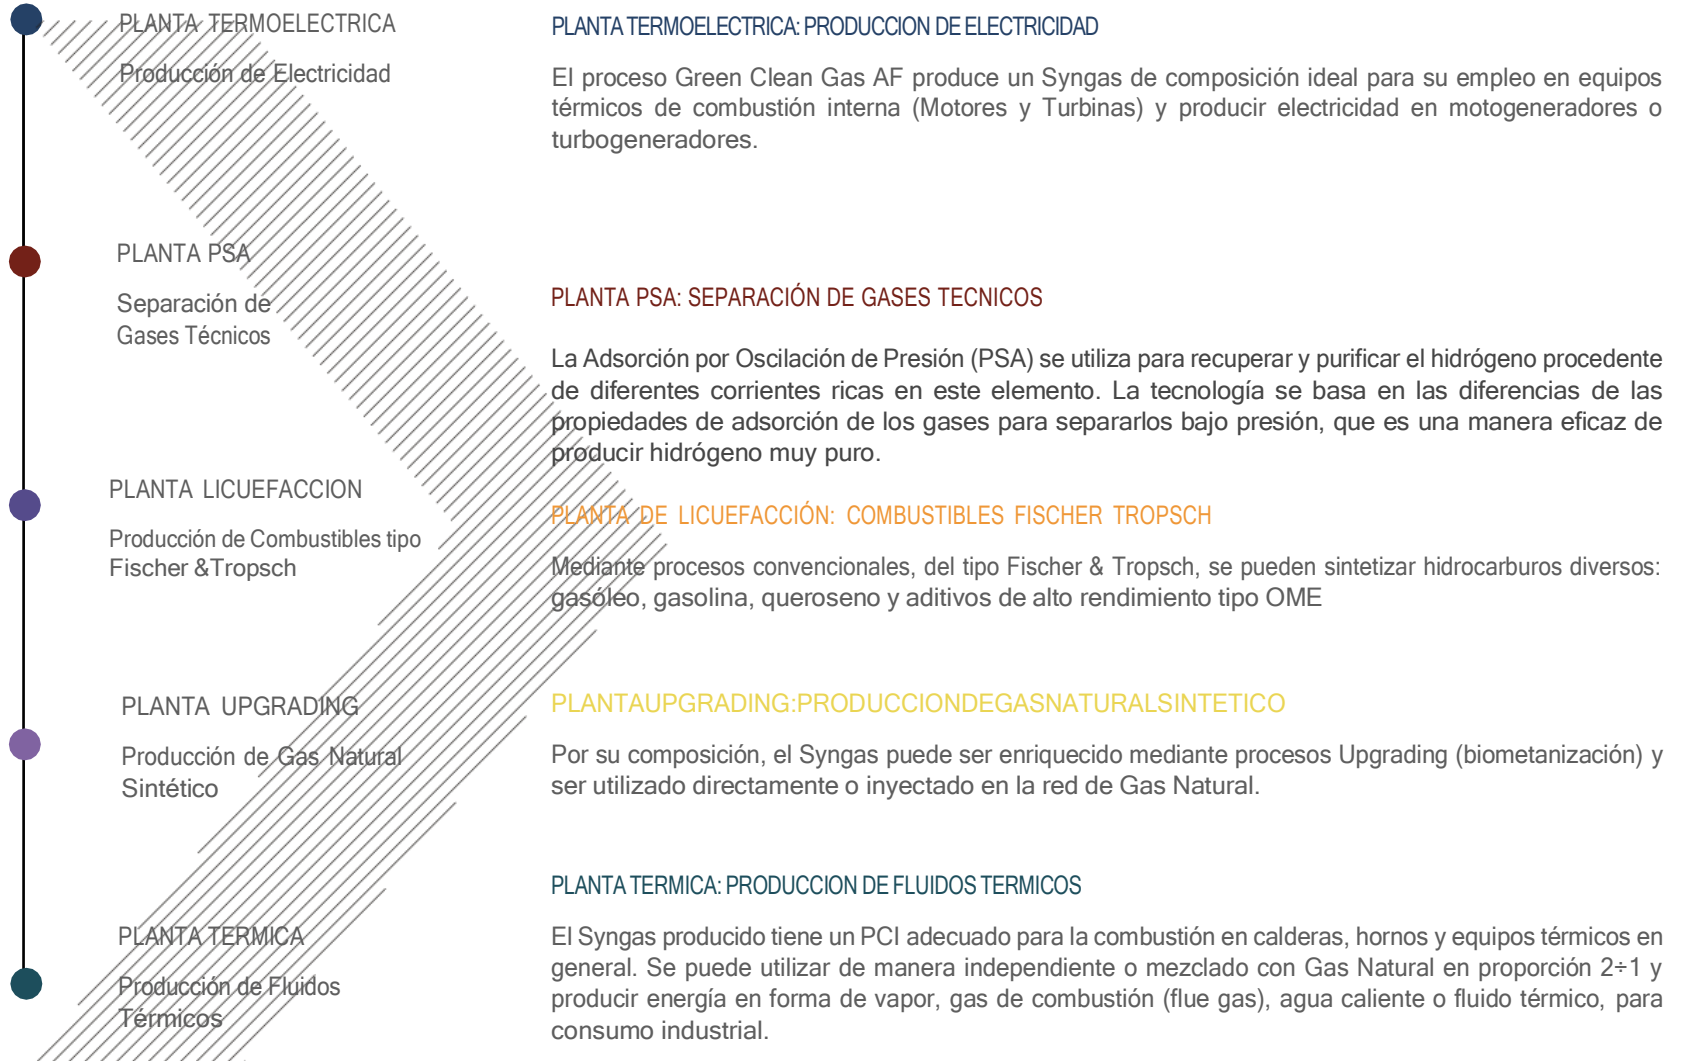 PLANTA TERMOELECTRICA
Producción de Electricidad
PLANTA PSA
Separación de
Gases Técnicos
PLANTA LICUEFACCION
Producción de Combustibles tipo
Fischer &Tropsch
PLANTA UPGRADING
Producción de Gas Natural
Sintético
PLANTA TERMICA
Producción de Fluidos
Térmicos
PLANTA TERMOELECTRICA: PRODUCCION DE ELECTRICIDAD
El proceso Green Clean Gas AF produce un Syngas de composición ideal para su empleo en equipos
térmicos de combustión interna (Motores y Turbinas) y producir electricidad en motogeneradores o
turbogeneradores.
PLANTA PSA: SEPARACIÓN DE GASES TECNICOS
La Adsorción por Oscilación de Presión (PSA) se utiliza para recuperar y purificar el hidrógeno procedente
de diferentes corrientes ricas en este elemento. La tecnología se basa en las diferencias de las
propiedades de adsorción de los gases para separarlos bajo presión, que es una manera eficaz de
producir hidrógeno muy puro.
PLANTA DE LICUEFACCIÓN: COMBUSTIBLES FISCHER TROPSCH
Mediante procesos convencionales, del tipo Fischer & Tropsch, se pueden sintetizar hidrocarburos diversos:
gasóleo, gasolina, queroseno y aditivos de alto rendimiento tipo OME
PLANTAUPGRADING:PRODUCCIONDEGASNATURALSINTETICO
Por su composición, el Syngas puede ser enriquecido mediante procesos Upgrading (biometanización) y
ser utilizado directamente o inyectado en la red de Gas Natural.
PLANTA TERMICA: PRODUCCION DE FLUIDOS TERMICOS
El Syngas producido tiene un PCI adecuado para la combustión en calderas, hornos y equipos térmicos en
general. Se puede utilizar de manera independiente o mezclado con Gas Natural en proporción 2÷1 y
producir energía en forma de vapor, gas de combustión (flue gas), agua caliente o fluido térmico, para
consumo industrial.